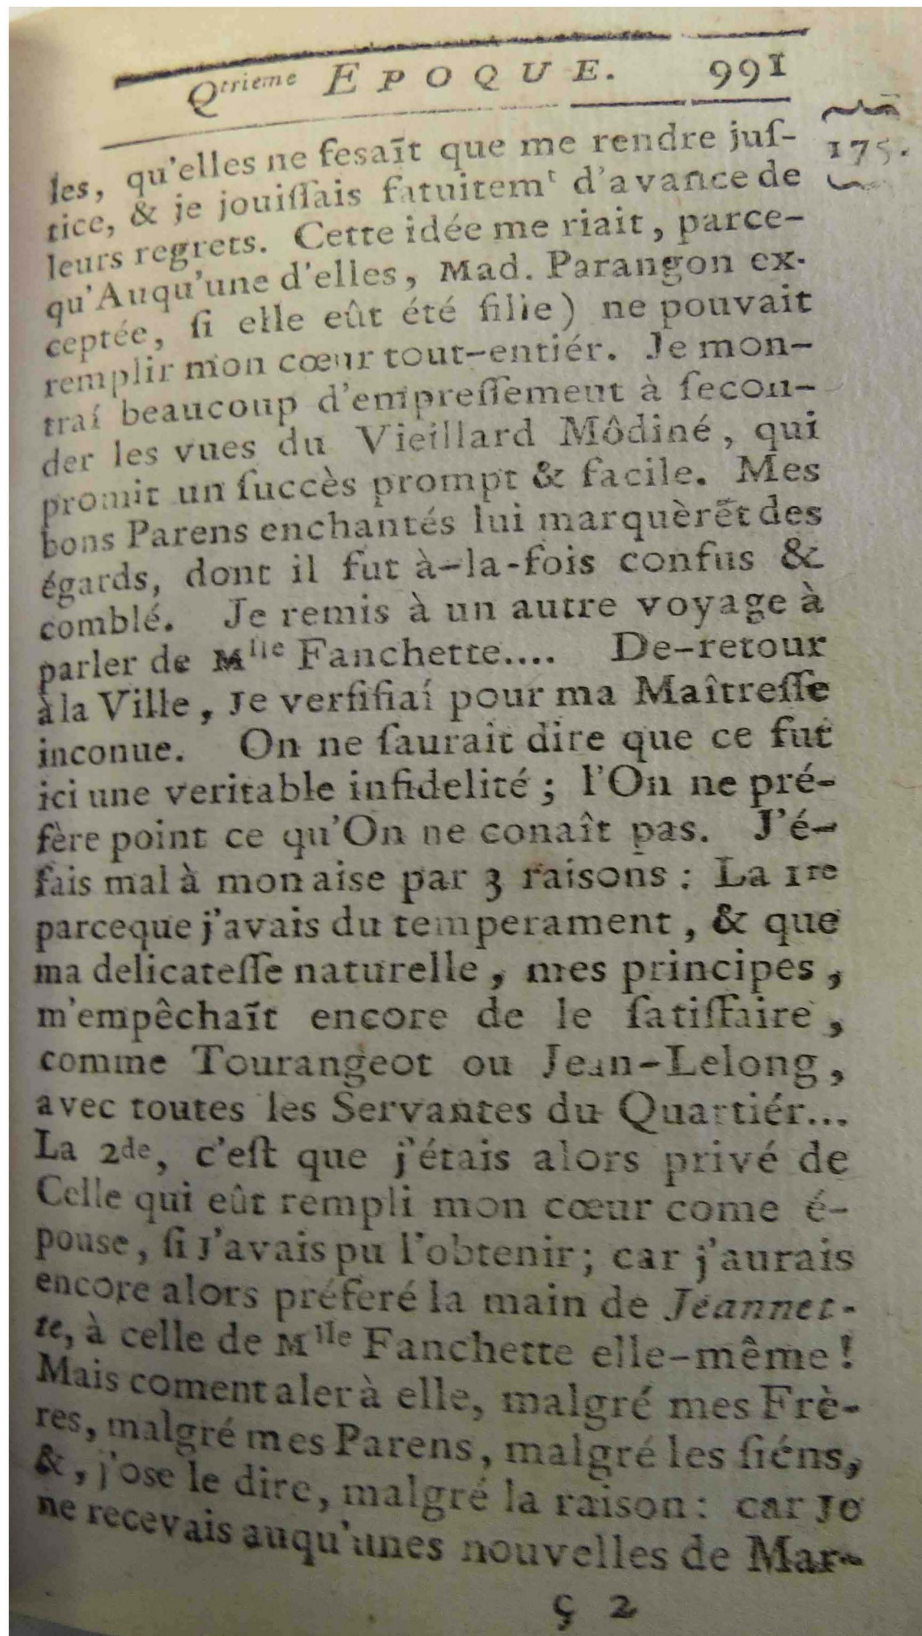 Qtrieme EPOQUE. 991
les, qu'elles ne fesaĩt que me rendre juſ-
175.
tice, & je jouiſſais fatuitemt d'avance de
leurs regrets. Cette idée me riait, parce-
qu'Auqu'une d'elles, Mad. Parangon ex-
ceptée, ſi elle eût été fille) ne pouvait
remplir mon cœur tout-entiér. Je mon-
traí beaucoup d'empreſſement à ſecon-
der les vues du Vieillard Môdiné, qui
promit un ſuccès prompt & facile. Mes
bons Parens enchantés lui marquèrẽt des
égards, dont il fut à-la-fois confus &
comblé. Je remis à un autre voyage à
parler de Mlle Fanchette.... De-retour
àla Ville, Je verſifiaí pour ma Maîtreſſe
inconue. On ne ſaurait dire que ce fut
ici une veritable infidelité; l'On ne pré-
fère point ce qu'On ne conaît pas. J'é-
fais mal à mon aise par 3 raisons: La 1re
parceque j'avais du temperament, & que
ma delicateſſe naturelle, mes principes,
m'empêchaĩt encore de le ſatiſfaire,
comme Tourangeot ou Jean-Lelong,
avec toutes les Servantes du Quartiér...
La 2de, c'eſt que j'étais alors privé de
Celle qui eût rempli mon cœur come é-
pouse, ſi J'avais pu l'obtenir; car j'aurais
encore alors préferé la main de Jeannet-
te, à celle de Mlle Fanchette elle-même!
Mais coment aler à elle, malgré mes Frè-
res, malgré mes Parens, malgré les ſiéns,
&, j'ose le dire, malgré la raison: car Je
ne recevais auqu'unes nouvelles de Mar-
ç 2